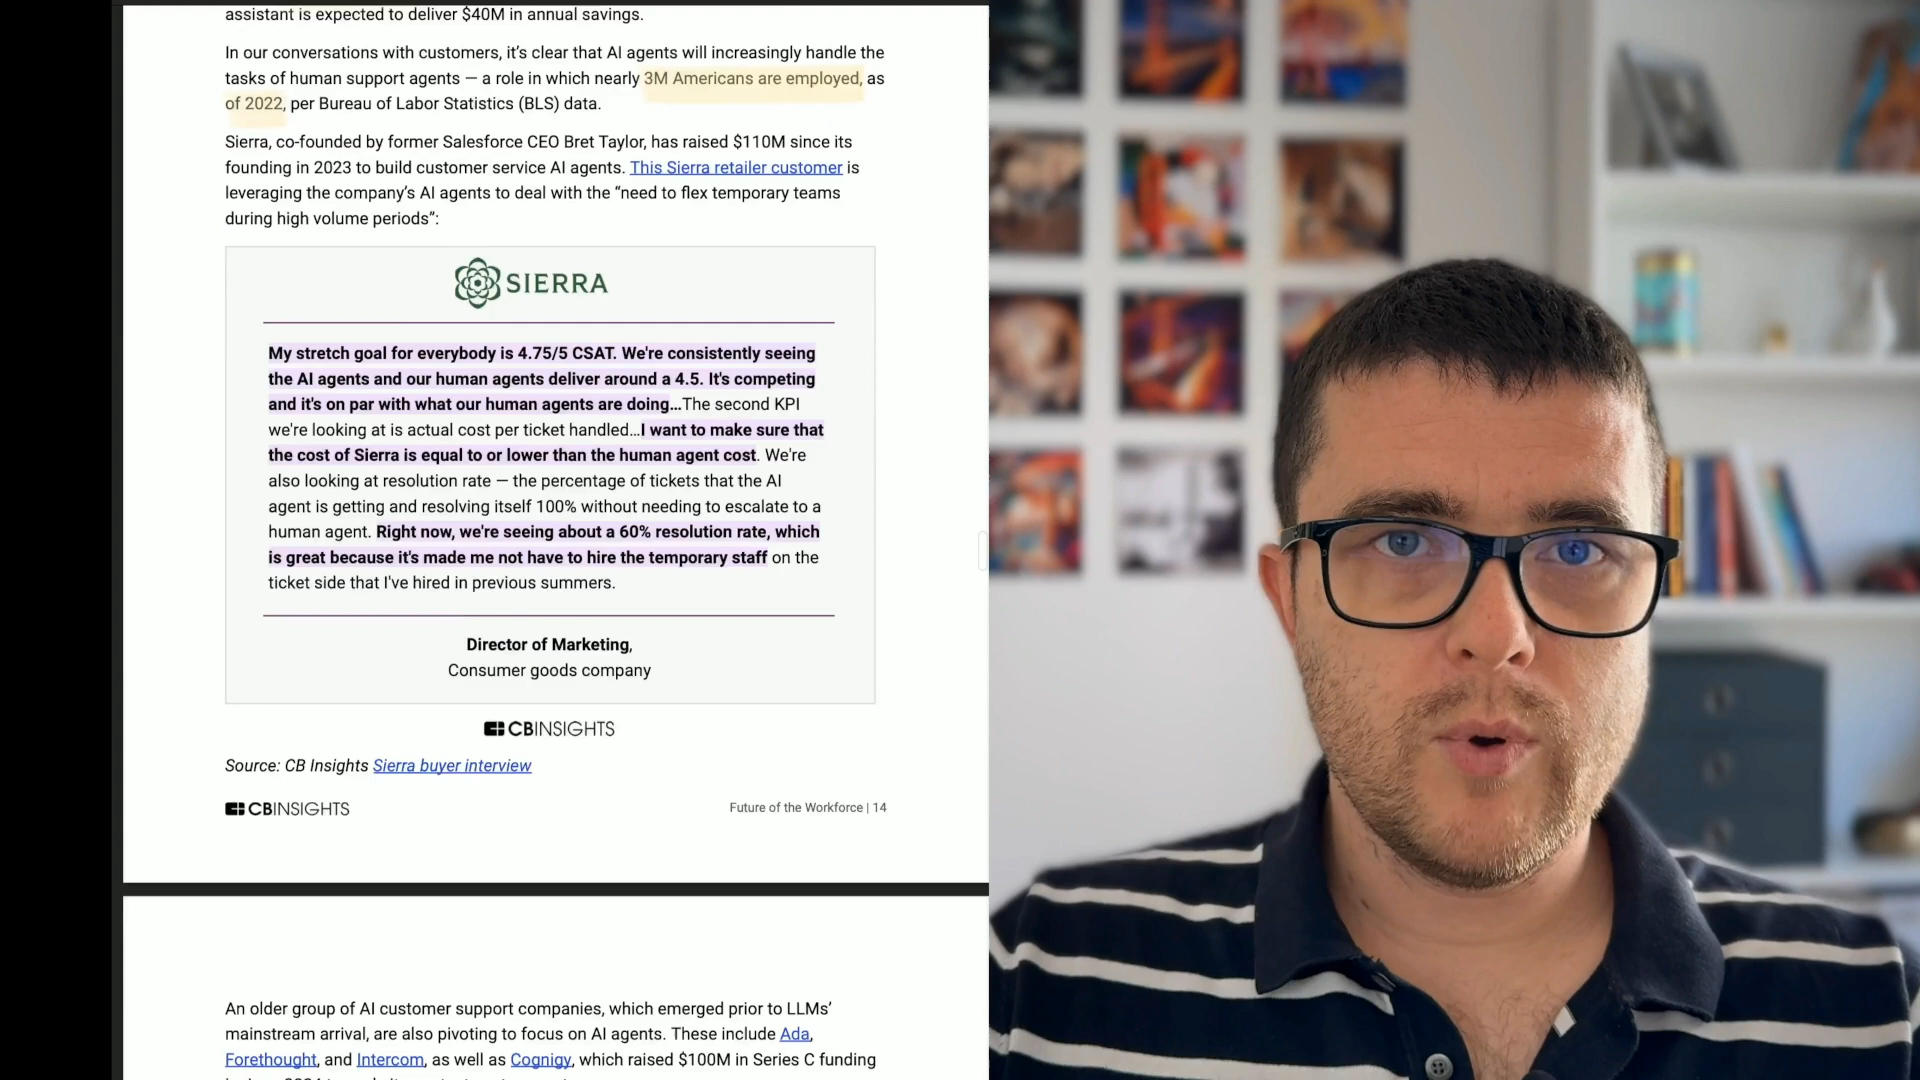 assistant is expected to deliver $40M in annual savings.
In our conversations with customers, it’s clear that AI agents will increasingly handle the
tasks of human support agents — a role in which nearly 3M Americans are employed, as
of 2022, per Bureau of Labor Statistics (BLS) data.
Sierra, co-founded by former Salesforce CEO Bret Taylor, has raised $110M since its
founding in 2023 to build customer service AI agents. This Sierra retailer customer is
leveraging the company’s AI agents to deal with the “need to flex temporary teams
during high volume periods”:
SIERRA
My stretch goal for everybody is 4.75/5 CSAT. We're consistently seeing
the AI agents and our human agents deliver around a 4.5. It's competing
and it's on par with what our human agents are doing...The second KPI
we're looking at is actual cost per ticket handled...I want to make sure that
the cost of Sierra is equal to or lower than the human agent cost. We're
also looking at resolution rate — the percentage of tickets that the AI
agent is getting and resolving itself 100% without needing to escalate to a
human agent. Right now, we're seeing about a 60% resolution rate, which
is great because it's made me not have to hire the temporary staff on the
ticket side that I've hired in previous summers.
Director of Marketing,
Consumer goods company
CBINSIGHTS
Source: CB Insights Sierra buyer interview
CBINSIGHTS
Future of the Workforce | 14
An older group of AI customer support companies, which emerged prior to LLMs’
mainstream arrival, are also pivoting to focus on AI agents. These include Ada,
Forethought, and Intercom, as well as Cognigy, which raised $100M in Series C funding